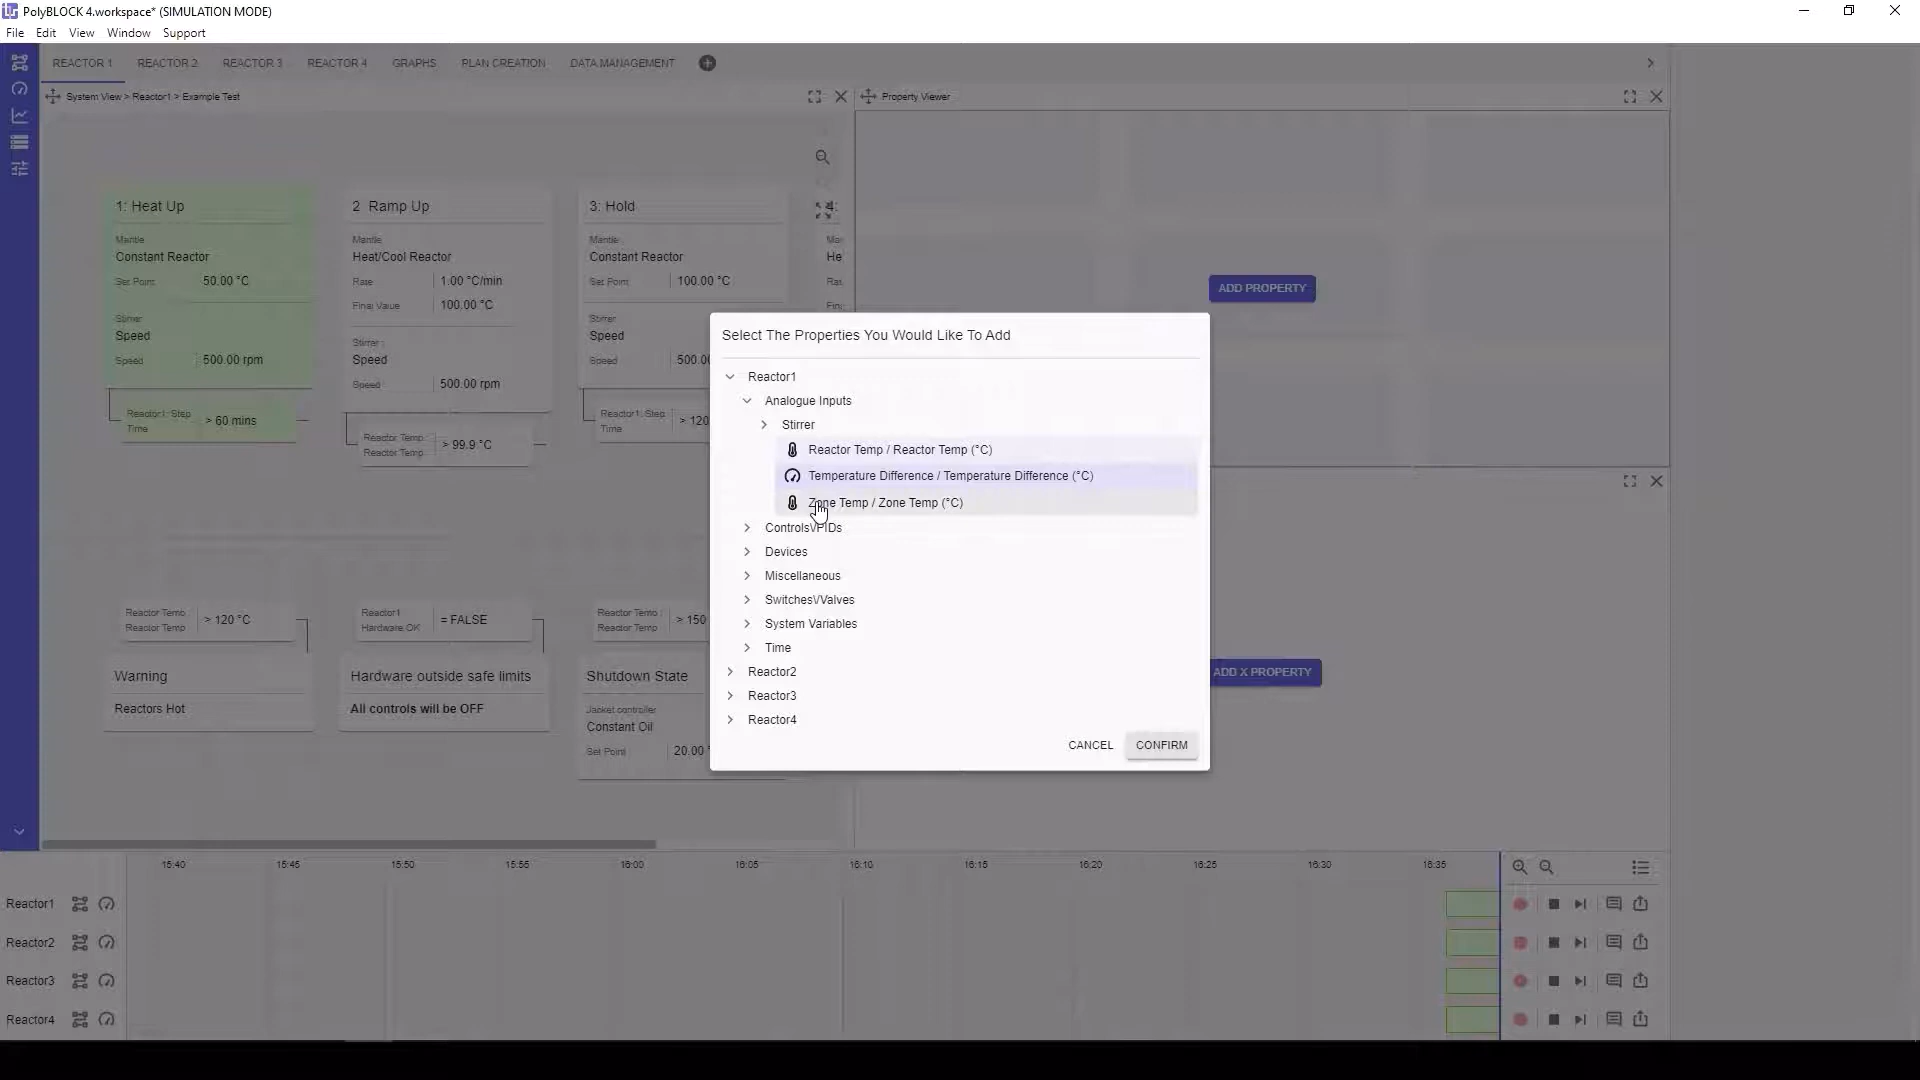 PolyBLOCK 4.workspace* (SIMULATION MODE)
File Edit View Window Support
REACTOR 1 REACTOR 2 REACTOR 3 REACTOR 4 GRAPHS PLAN CREATION DATA MANAGEMENT
System View > Reactor1 > Example Test
Property Viewer
1: Heat Up
Mantle
Constant Reactor
Set Point 50.00 °C
Stirrer
Speed
Speed 500.00 rpm
Reactor1: Step Time > 60 mins
2 Ramp Up
Mantle
Heat/Cool Reactor
Rate 1.00 °C/min
Final Value 100.00 °C
Stirrer
Speed
Speed 500.00 rpm
Reactor Temp : Reactor Temp > 99.9 °C
3: Hold
Mantle
Constant Reactor
Set Point 100.00 °C
Stirrer
Speed
Speed 500.0
Reactor1: Step Time > 120
4:
Ma
He
Ra
Fin
ADD PROPERTY
Select The Properties You Would Like To Add
Reactor1
Analogue Inputs
Stirrer
Reactor Temp / Reactor Temp (°C)
Temperature Difference / Temperature Difference (°C)
Zone Temp / Zone Temp (°C)
Controls\/PIDs
Devices
Miscellaneous
Switches\/Valves
System Variables
Time
Reactor2
Reactor3
Reactor4
CANCEL CONFIRM
ADD X PROPERTY
Reactor Temp : Reactor Temp > 120 °C
Warning
Reactors Hot
Reactor1 Hardware OK = FALSE
Hardware outside safe limits
All controls will be OFF
Reactor Temp : Reactor Temp > 150
Shutdown State
Jacket controller
Constant Oil
Set Point 20.00 °
15:40 15:45 15:50 15:55 16:00 16:05 16:10 16:15 16:20 16:25 16:30 16:35
Reactor1
Reactor2
Reactor3
Reactor4